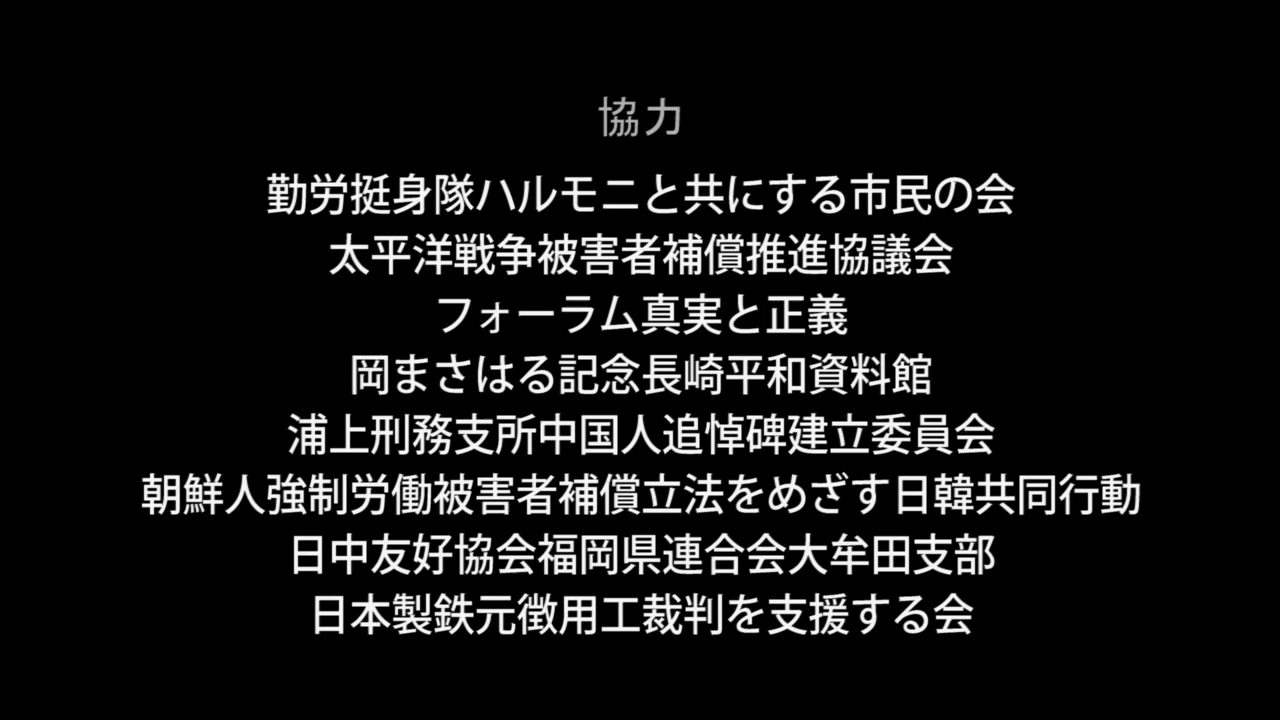 協力
勤労挺身隊ハルモニと共にする市民の会
太平洋戦争被害者補償推進協議会
フォーラム真実と正義
岡まさはる記念長崎平和資料館
浦上刑務支所中国人追悼碑建立委員会
朝鮮人強制労働被害者補償立法をめざす日韓共同行動
日中友好協会福岡県連合会大牟田支部
日本製鉄元徴用工裁判を支援する会